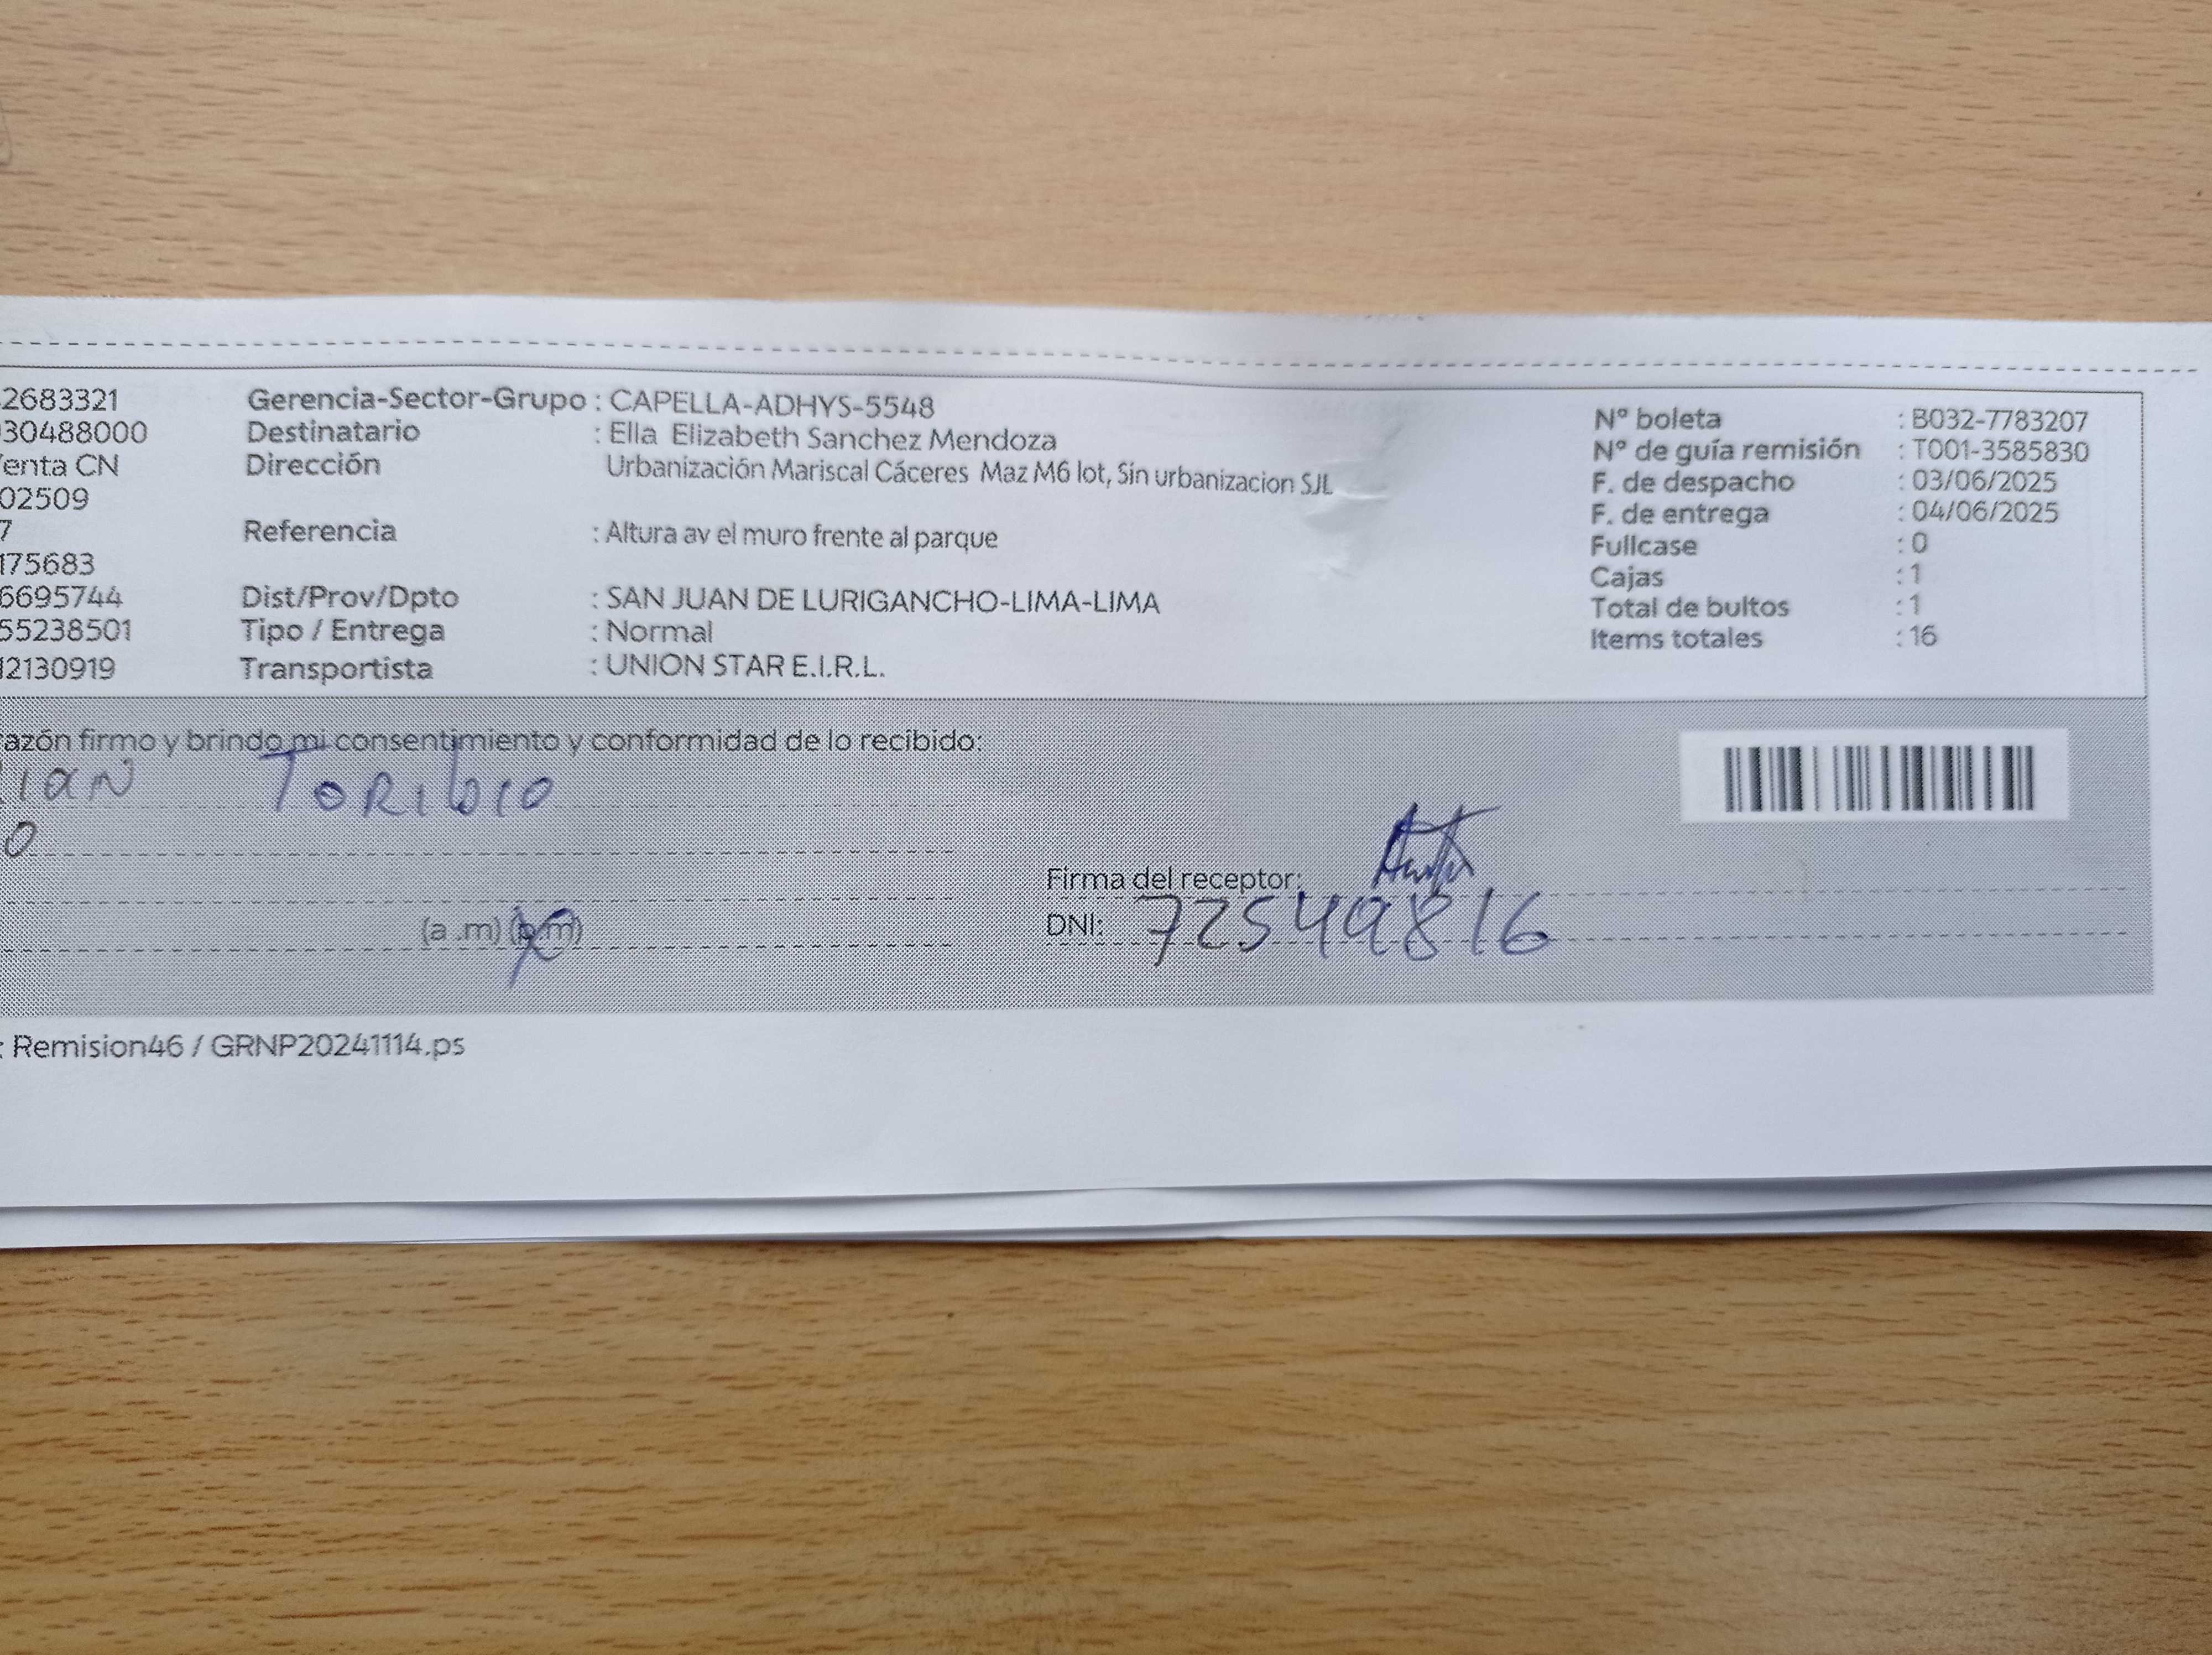 2683321 Gerencia-Sector-Grupo : CAPELLA-ADHYS-5548 N° boleta : B032-7783207
30488000 Destinatario : Ella Elizabeth Sanchez Mendoza N° de guía remisión : T001-3585830
enta CN Dirección Urbanización Mariscal Cáceres Maz M6 lot, Sin urbanizacion SJL F. de despacho : 03/06/2025
02509 F. de entrega : 04/06/2025
7 Referencia : Altura av el muro frente al parque Fullcase : 0
175683 Cajas : 1
6695744 Dist/Prov/Dpto : SAN JUAN DE LURIGANCHO-LIMA-LIMA Total de bultos : 1
55238501 Tipo / Entrega : Normal Items totales : 16
12130919 Transportista : UNION STAR E.I.R.L.
azón firmo y brindo mi consentimiento y conformidad de lo recibido:
IAN TORIBIO
O
Firma del receptor:
(a .m) (p.m) DNI: 72549816
: Remision46 / GRNP20241114.ps